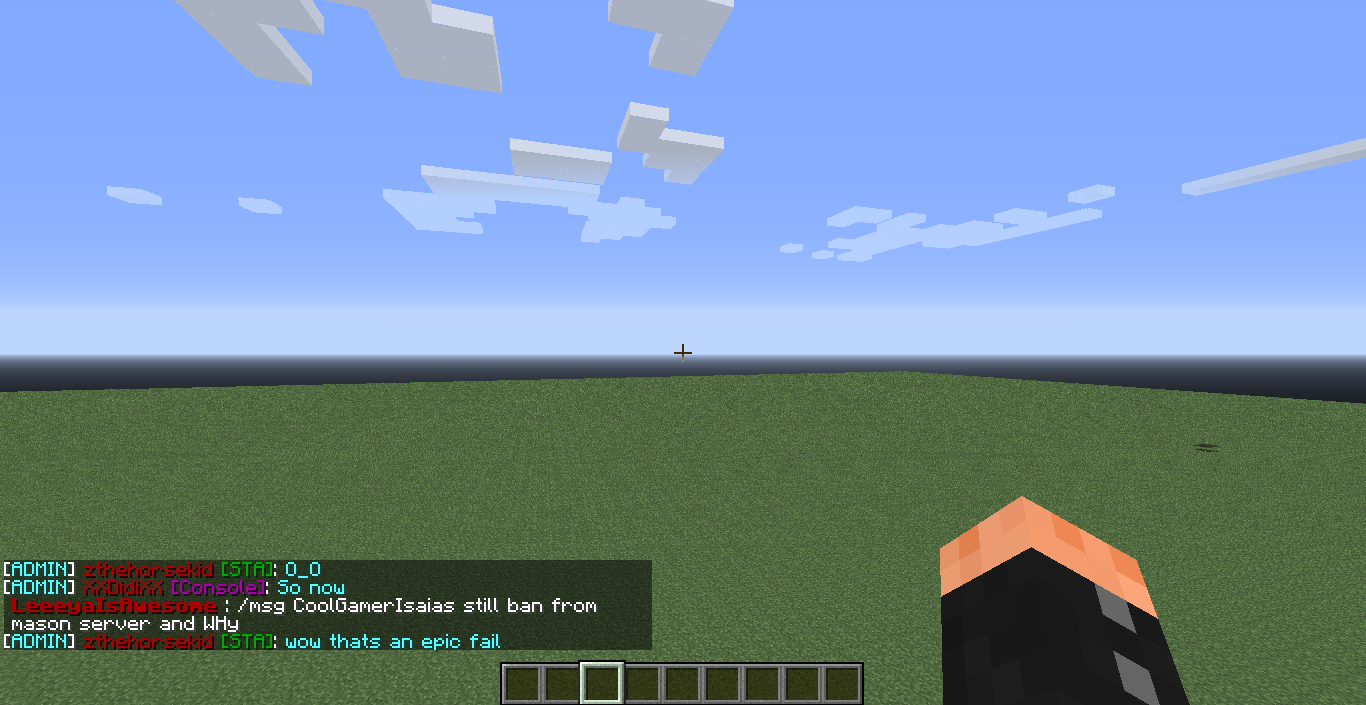 [ADMIN] zthehorsekid [STA]: O_O
[ADMIN] XXDidiXX [Console]: So now
LeeeyaIsAwesome : /msg CoolGamerIsaias still ban from
mason server and WHy
[ADMIN] zthehorsekid [STA]: wow thats an epic fail